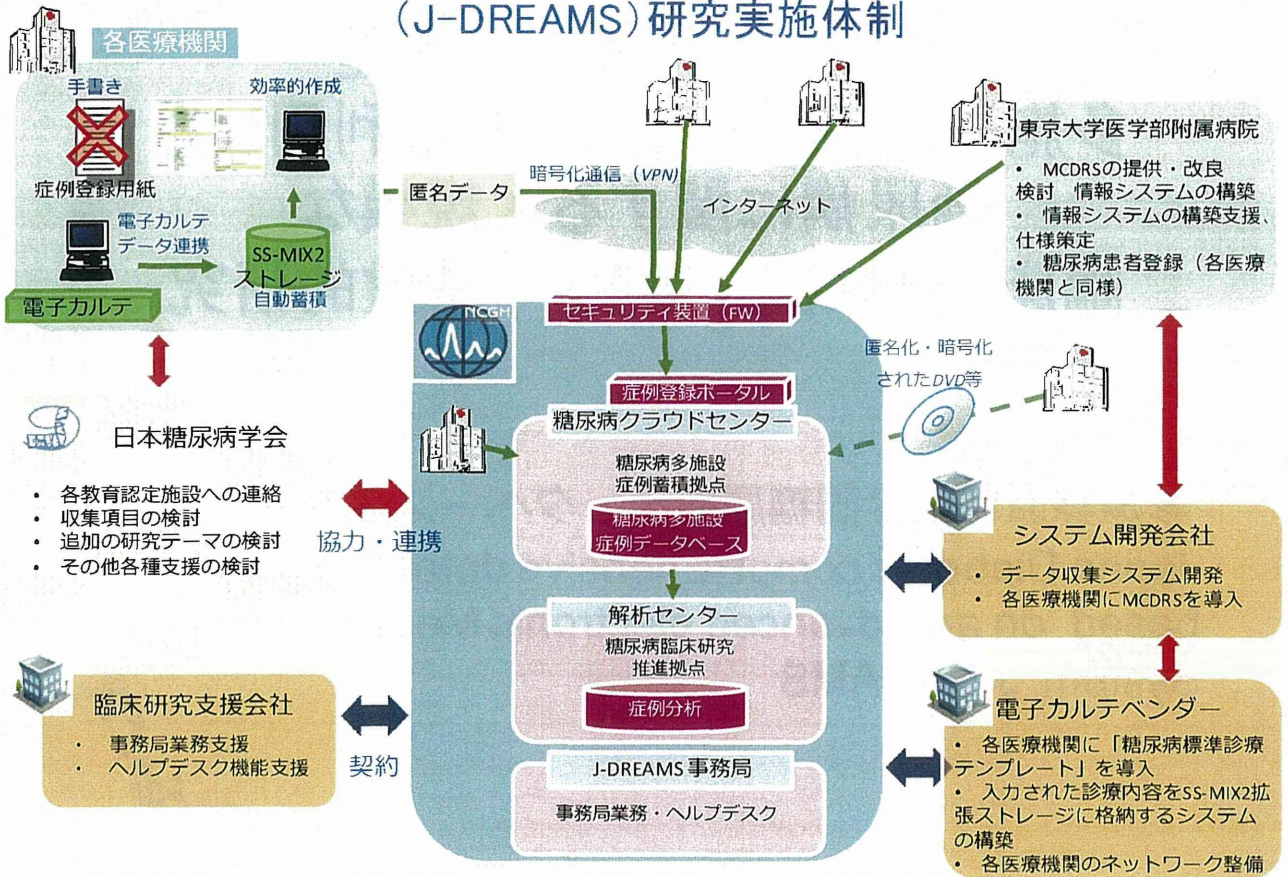 （J-DREAMS）研究実施体制
各医療機関
手書き
効率的作成
症例登録用紙
電子カルテ
データ連携
SS-MIX2
ストレージ
自動蓄積
電子カルテ
匿名データ
暗号化通信（VPN）
インターネット
東京大学医学部附属病院
• MCDRSの提供・改良
検討 情報システムの構築
• 情報システムの構築支援、
仕様策定
• 糖尿病患者登録（各医療
機関と同様）
セキュリティ装置（FW）
NCGM
症例登録ポータル
糖尿病クラウドセンター
糖尿病多施設
症例蓄積拠点
糖尿病多施設
症例データベース
匿名化・暗号化
されたDVD等
日本糖尿病学会
• 各教育認定施設への連絡
• 収集項目の検討
• 追加の研究テーマの検討
• その他各種支援の検討
協力・連携
解析センター
糖尿病臨床研究
推進拠点
症例分析
システム開発会社
• データ収集システム開発
• 各医療機関にMCDRSを導入
臨床研究支援会社
• 事務局業務支援
• ヘルプデスク機能支援
契約
J-DREAMS 事務局
事務局業務・ヘルプデスク
電子カルテベンダー
• 各医療機関に「糖尿病標準診療
テンプレート」を導入
• 入力された診療内容をSS-MIX2拡
張ストレージに格納するシステム
の構築
• 各医療機関のネットワーク整備